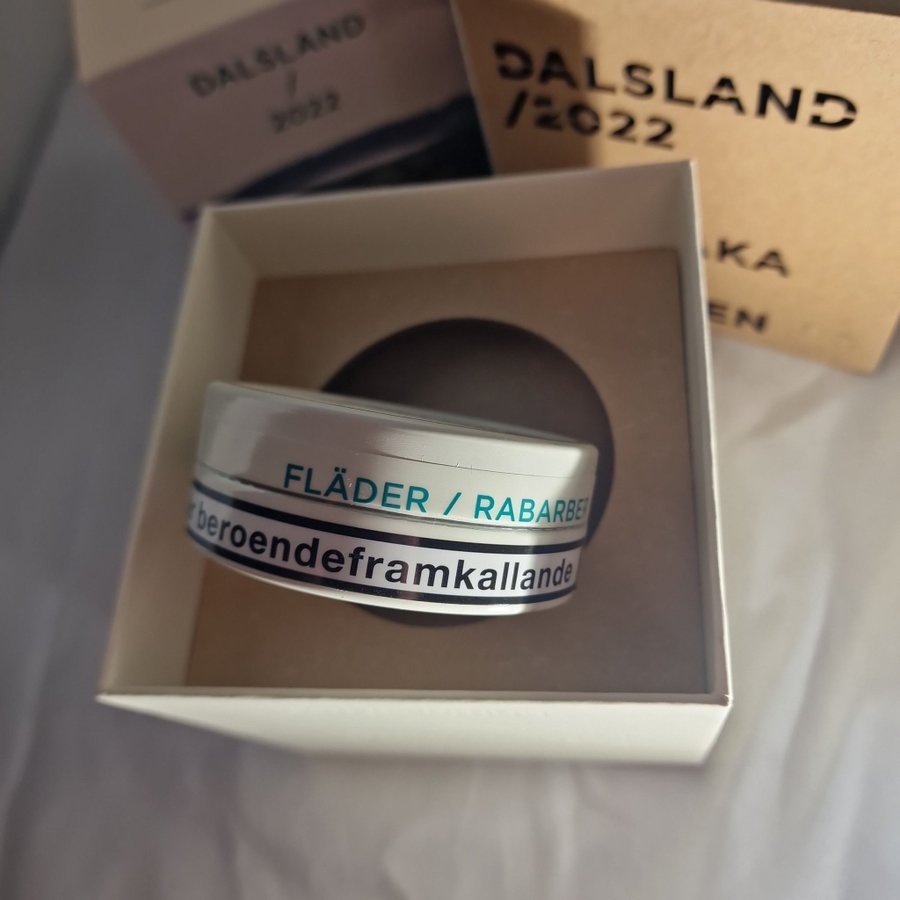 DALSLAND
/
2022
DALSLAND
/2022
FLÄDER / RABARBER
beroendeframkallande